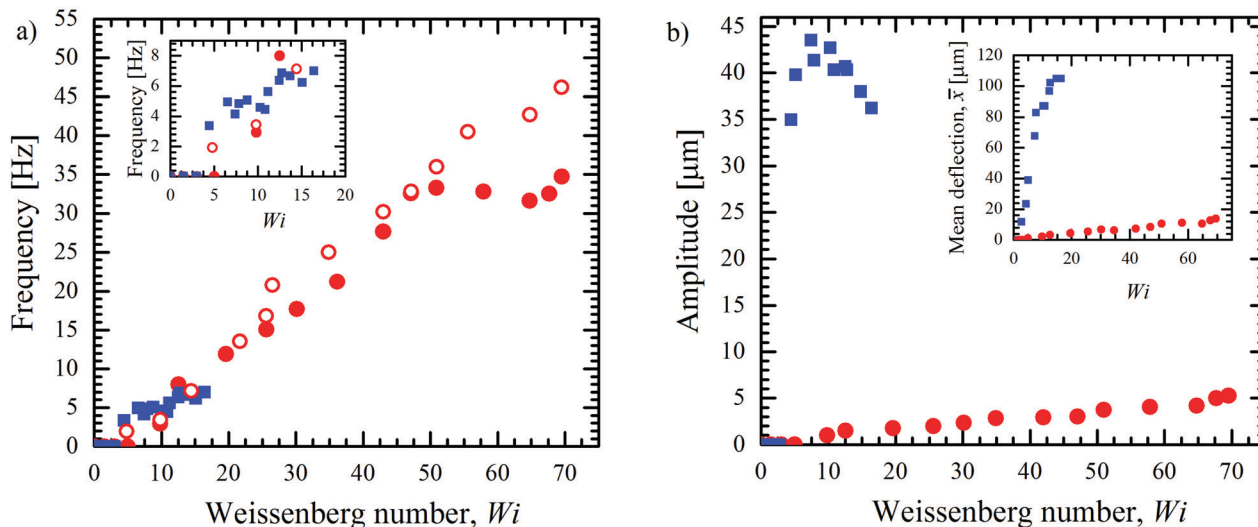 a)
Frequency [Hz]
55
50
45
40
35
30
25
20
15
10
5
0
0 10 20 30 40 50 60 70
Weissenberg number, Wi
Frequency [Hz]
8
6
4
2
0
0 5 10 15 20
Wi
b)
Amplitude [μm]
45
40
35
30
25
20
15
10
5
0
0 10 20 30 40 50 60 70
Weissenberg number, Wi
Mean deflection, x̄ [μm]
120
100
80
60
40
20
0
0 20 40 60
Wi